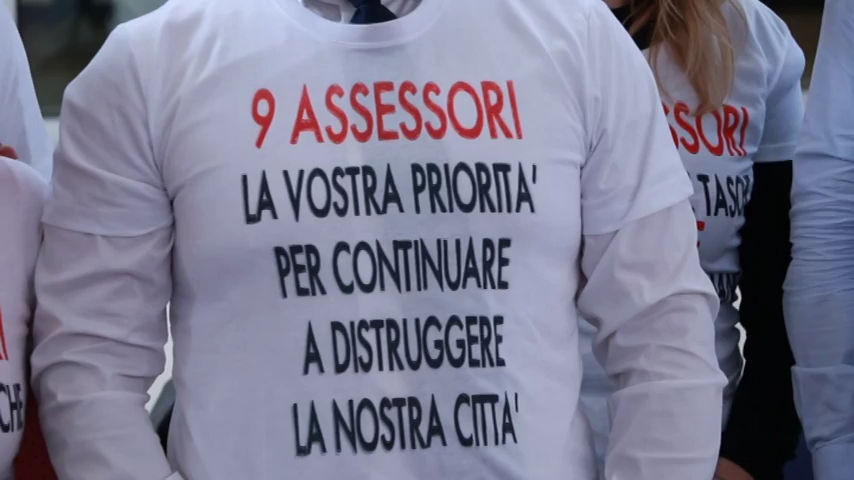 9 ASSESSORI
LA VOSTRA PRIORITA'
PER CONTINUARE
A DISTRUGGERE
LA NOSTRA CITTA'